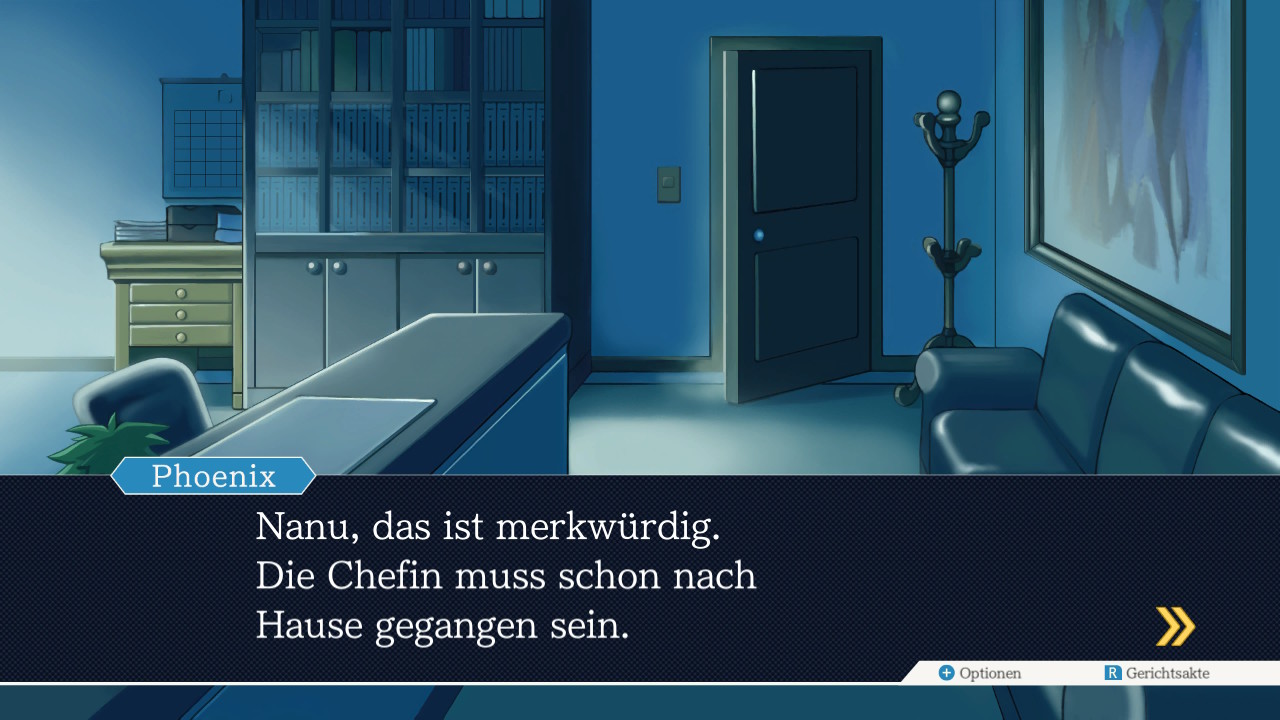 Phoenix
Nanu, das ist merkwürdig.
Die Chefin muss schon nach
Hause gegangen sein.
+ Optionen
R Gerichtsakte